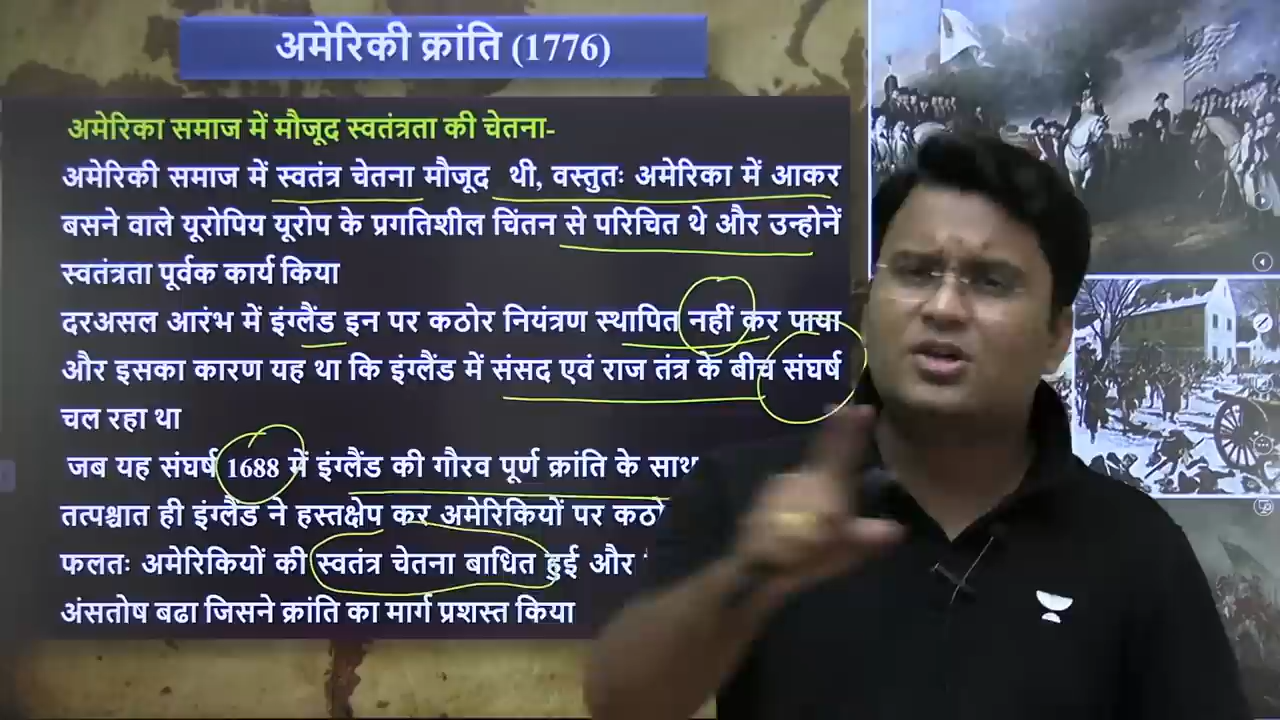 अमेरिकी क्रांति (1776)
अमेरिका समाज में मौजूद स्वतंत्रता की चेतना-
अमेरिकी समाज में स्वतंत्र चेतना मौजूद थी, वस्तुतः अमेरिका में आकर
बसने वाले यूरोपिय यूरोप के प्रगतिशील चिंतन से परिचित थे और उन्होनें
स्वतंत्रता पूर्वक कार्य किया
दरअसल आरंभ में इंग्लैंड इन पर कठोर नियंत्रण स्थापित नहीं कर पाया
और इसका कारण यह था कि इंग्लैंड में संसद एवं राज तंत्र के बीच संघर्ष
चल रहा था
जब यह संघर्ष 1688 में इंग्लैंड की गौरव पूर्ण क्रांति के साथ
तत्पश्चात ही इंग्लैंड ने हस्तक्षेप कर अमेरिकियों पर
फलतः अमेरिकियों की स्वतंत्र चेतना बाधित हुई और
अंसतोष बढा जिसने क्रांति का मार्ग प्रशस्त किया